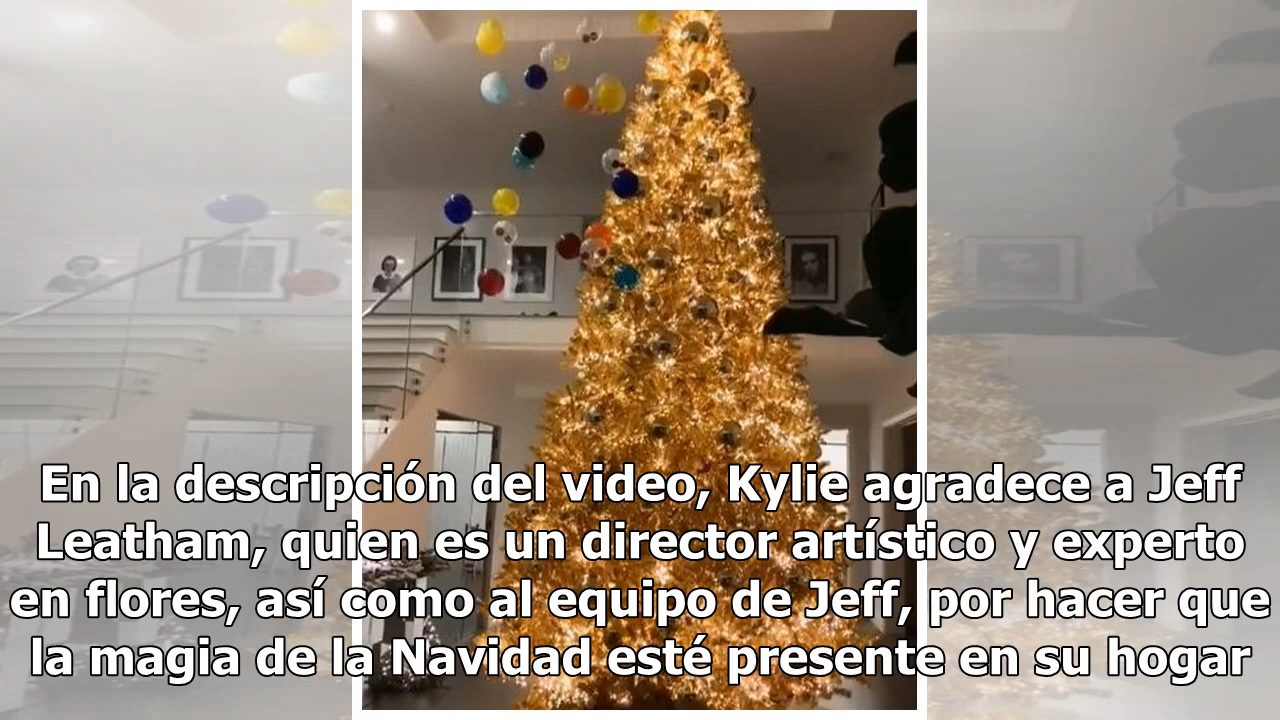 En la descripción del video, Kylie agradece a Jeff
Leatham, quien es un director artístico y experto
en flores, así como al equipo de Jeff, por hacer que
la magia de la Navidad esté presente en su hogar